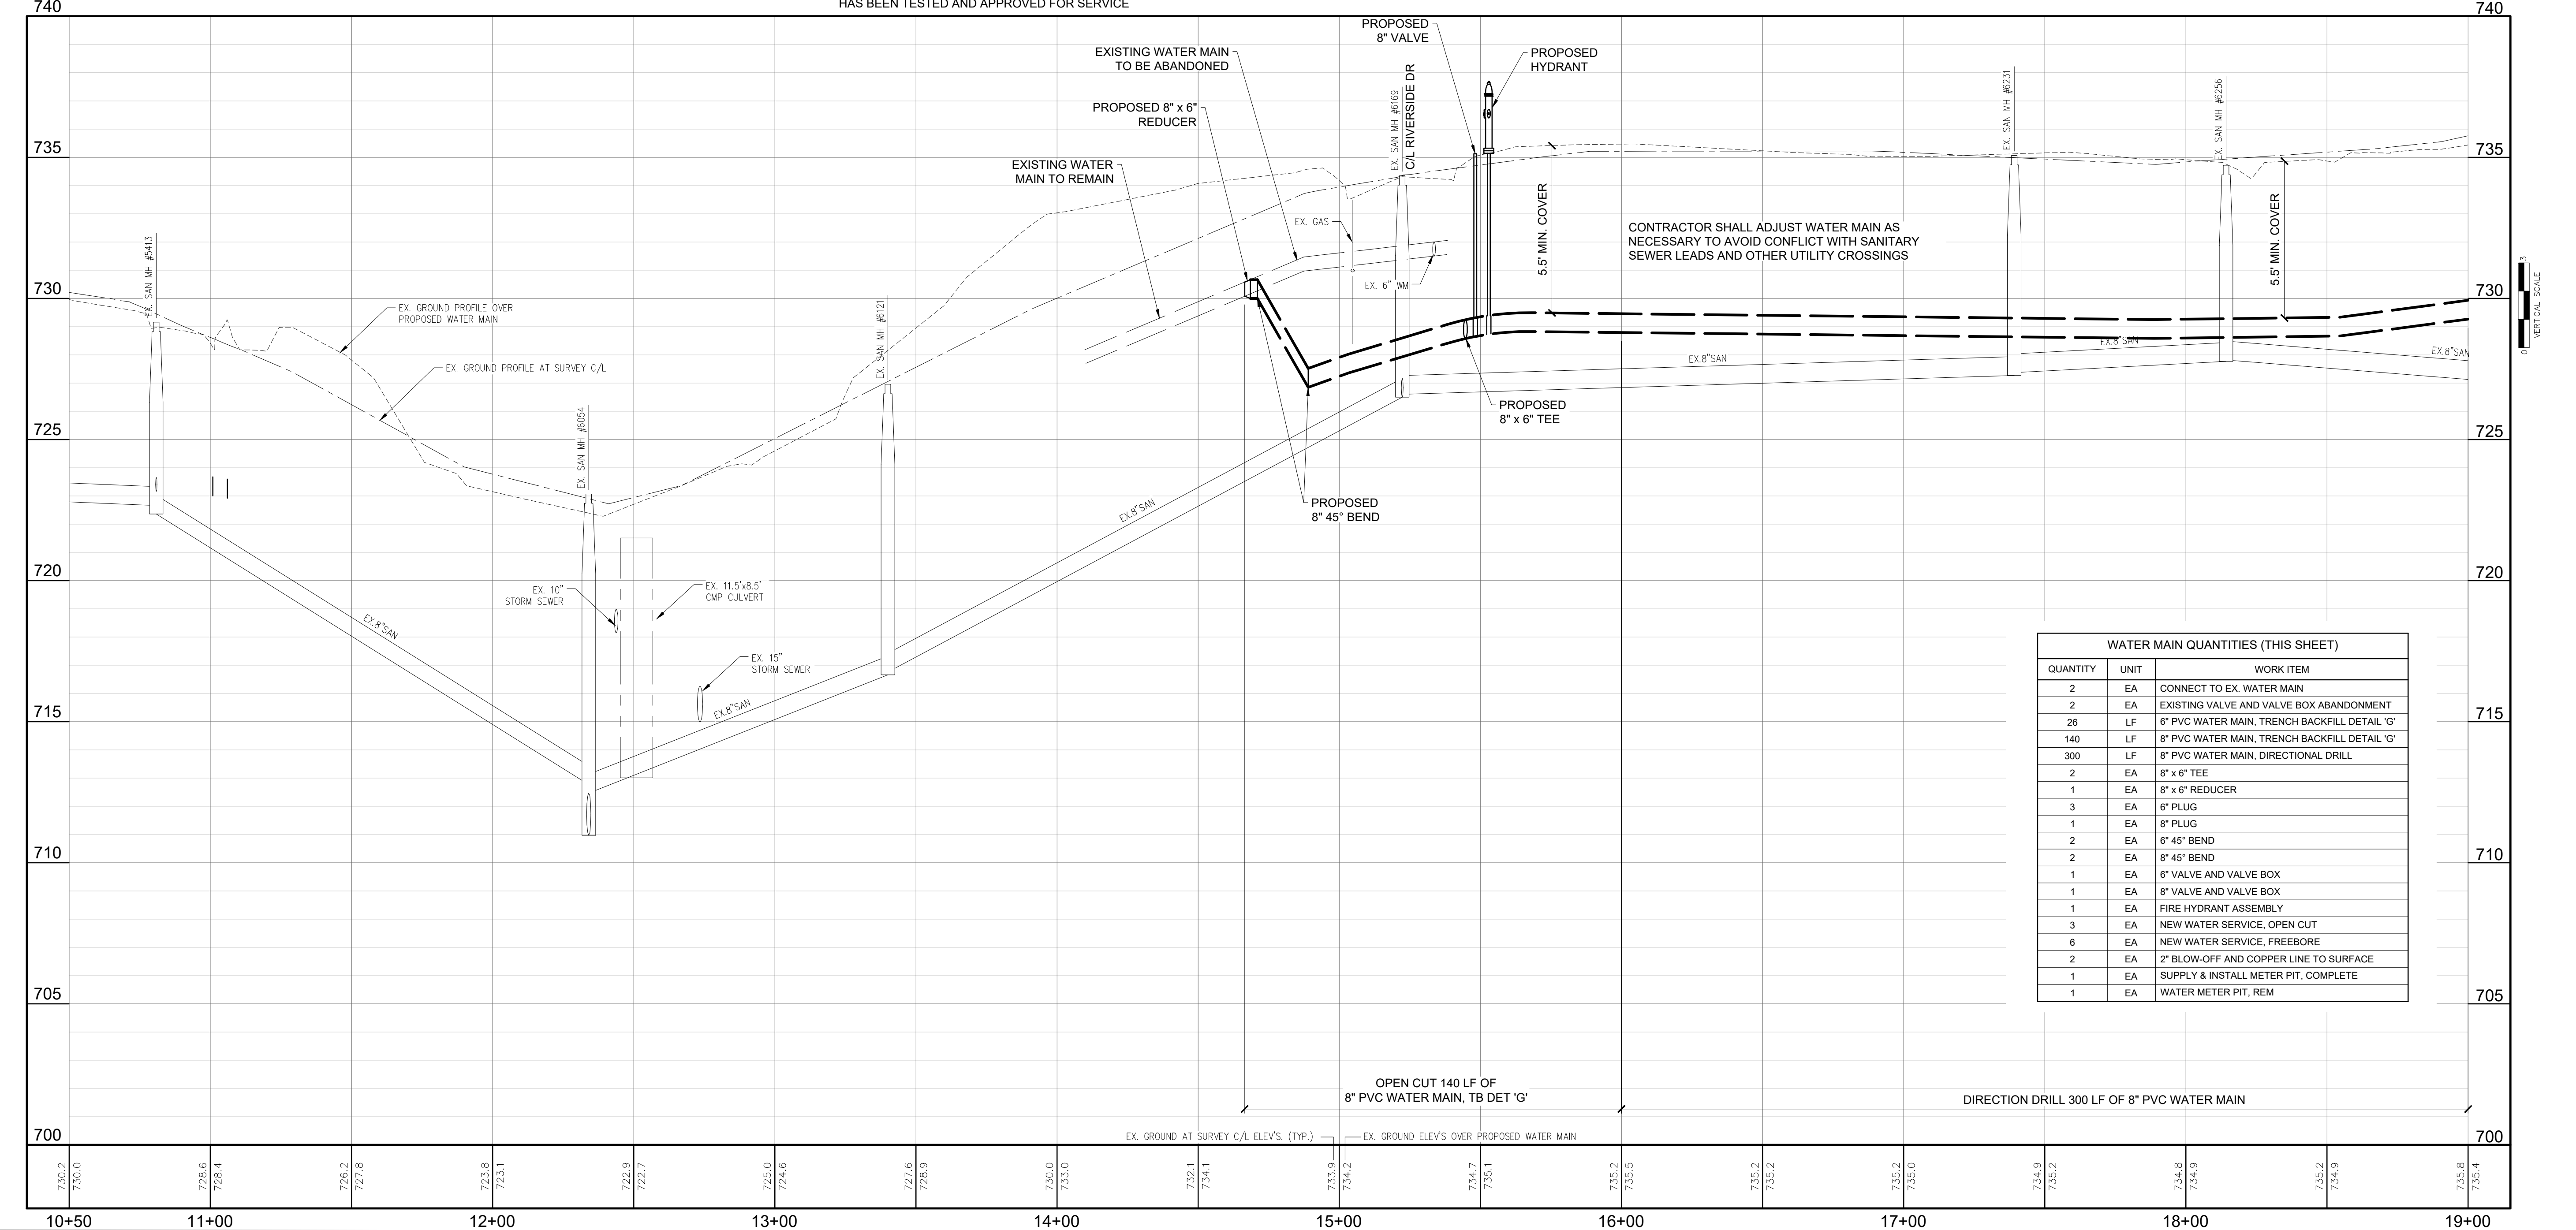 HAS BEEN TESTED AND APPROVED FOR SERVICE
740
740
PROPOSED
8" VALVE
EXISTING WATER MAIN
TO BE ABANDONED
PROPOSED
HYDRANT
PROPOSED 8" x 6"
REDUCER
EXISTING WATER
MAIN TO REMAIN
EX. SAN MH #6169
C/L RIVERSIDE DR
EX. SAN MH #6231
EX. SAN MH #6256
735
735
5.5' MIN. COVER
5.5' MIN. COVER
EX. GAS
CONTRACTOR SHALL ADJUST WATER MAIN AS
NECESSARY TO AVOID CONFLICT WITH SANITARY
SEWER LEADS AND OTHER UTILITY CROSSINGS
EX. SAN MH #5413
EX. SAN MH #6121
EX. 6" WM
730
730
0
3
VERTICAL SCALE
EX. GROUND PROFILE OVER
PROPOSED WATER MAIN
EX. GROUND PROFILE AT SURVEY C/L
EX.8"SAN
EX.8"SAN
EX.8"SAN
PROPOSED
8" x 6" TEE
EX. SAN MH #6054
725
725
PROPOSED
8" 45° BEND
EX.8"SAN
720
720
EX. 10"
STORM SEWER
EX. 11.5'x8.5'
CMP CULVERT
EX.8"SAN
EX. 15"
STORM SEWER
EX.8"SAN
715
715
710
710
705
705
700
700
WATER MAIN QUANTITIES (THIS SHEET)
QUANTITY UNIT WORK ITEM
2 EA CONNECT TO EX. WATER MAIN
2 EA EXISTING VALVE AND VALVE BOX ABANDONMENT
26 LF 6" PVC WATER MAIN, TRENCH BACKFILL DETAIL 'G'
140 LF 8" PVC WATER MAIN, TRENCH BACKFILL DETAIL 'G'
300 LF 8" PVC WATER MAIN, DIRECTIONAL DRILL
2 EA 8" x 6" TEE
1 EA 8" x 6" REDUCER
3 EA 6" PLUG
1 EA 8" PLUG
2 EA 6" 45° BEND
2 EA 8" 45° BEND
1 EA 6" VALVE AND VALVE BOX
1 EA 8" VALVE AND VALVE BOX
1 EA FIRE HYDRANT ASSEMBLY
3 EA NEW WATER SERVICE, OPEN CUT
6 EA NEW WATER SERVICE, FREEBORE
2 EA 2" BLOW-OFF AND COPPER LINE TO SURFACE
1 EA SUPPLY & INSTALL METER PIT, COMPLETE
1 EA WATER METER PIT, REM
OPEN CUT 140 LF OF
8" PVC WATER MAIN, TB DET 'G'
DIRECTION DRILL 300 LF OF 8" PVC WATER MAIN
EX. GROUND AT SURVEY C/L ELEV'S. (TYP.)
EX. GROUND ELEV'S OVER PROPOSED WATER MAIN
730.2
730.0
728.6
728.4
726.2
727.8
723.8
723.1
722.9
722.7
725.0
724.6
727.6
728.9
730.0
733.0
732.1
734.1
733.9
734.2
734.7
735.1
735.2
735.5
735.2
735.2
735.2
735.0
734.9
735.2
734.8
734.9
735.2
734.9
735.8
735.4
10+50
11+00
12+00
13+00
14+00
15+00
16+00
17+00
18+00
19+00